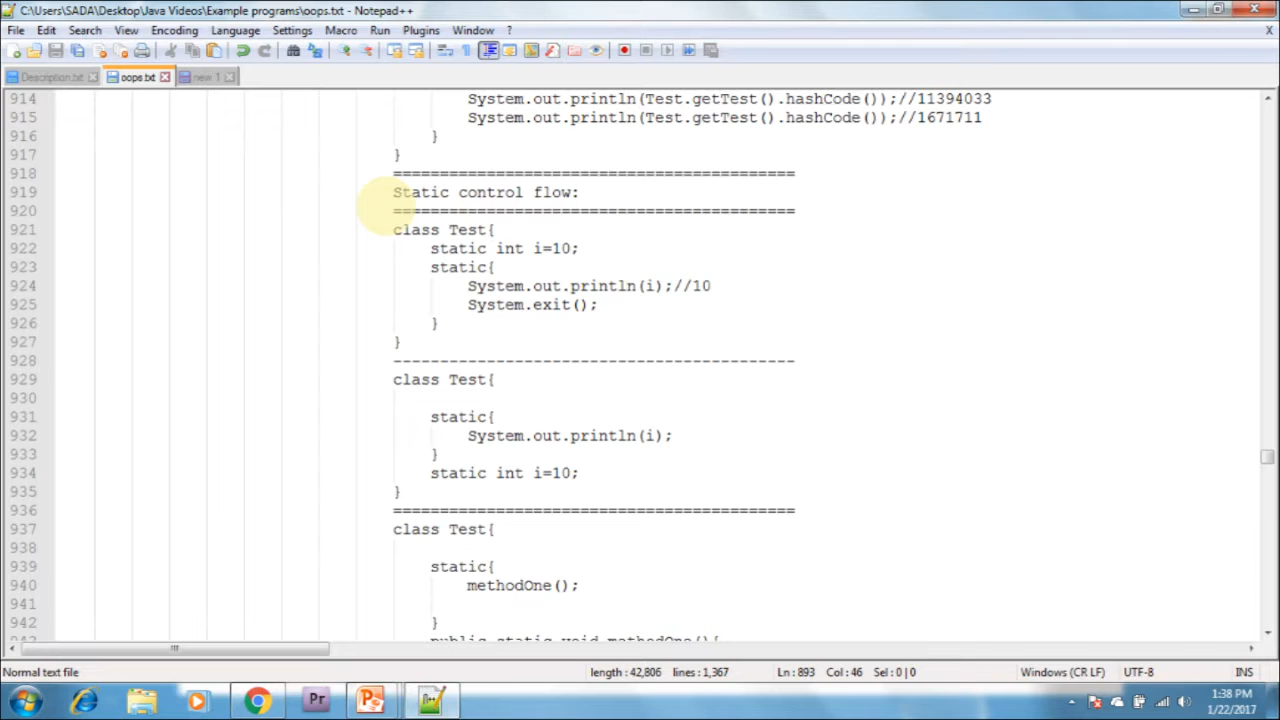 C:\Users\SADA\Desktop\Java Videos\Example programs\oops.txt - Notepad++
File Edit Search View Encoding Language Settings Macro Run Plugins Window ? X
Description.txt oops.txt new 1
914 System.out.println(Test.getTest().hashCode());//11394033
915 System.out.println(Test.getTest().hashCode());//1671711
916 }
917 }
918 ===========================================
919 Static control flow:
920 ===========================================
921 class Test{
922 static int i=10;
923 static{
924 System.out.println(i);//10
925 System.exit();
926 }
927 }
928 -------------------------------------------
929 class Test{
930
931 static{
932 System.out.println(i);
933 }
934 static int i=10;
935 }
936 ===========================================
937 class Test{
938
939 static{
940 methodOne();
941
942 }
943 public static void methodOne(){
Normal text file length : 42,806 lines : 1,367 Ln : 893 Col : 46 Sel : 0 | 0 Windows (CR LF) UTF-8 INS
Pr P
1:38 PM
1/22/2017